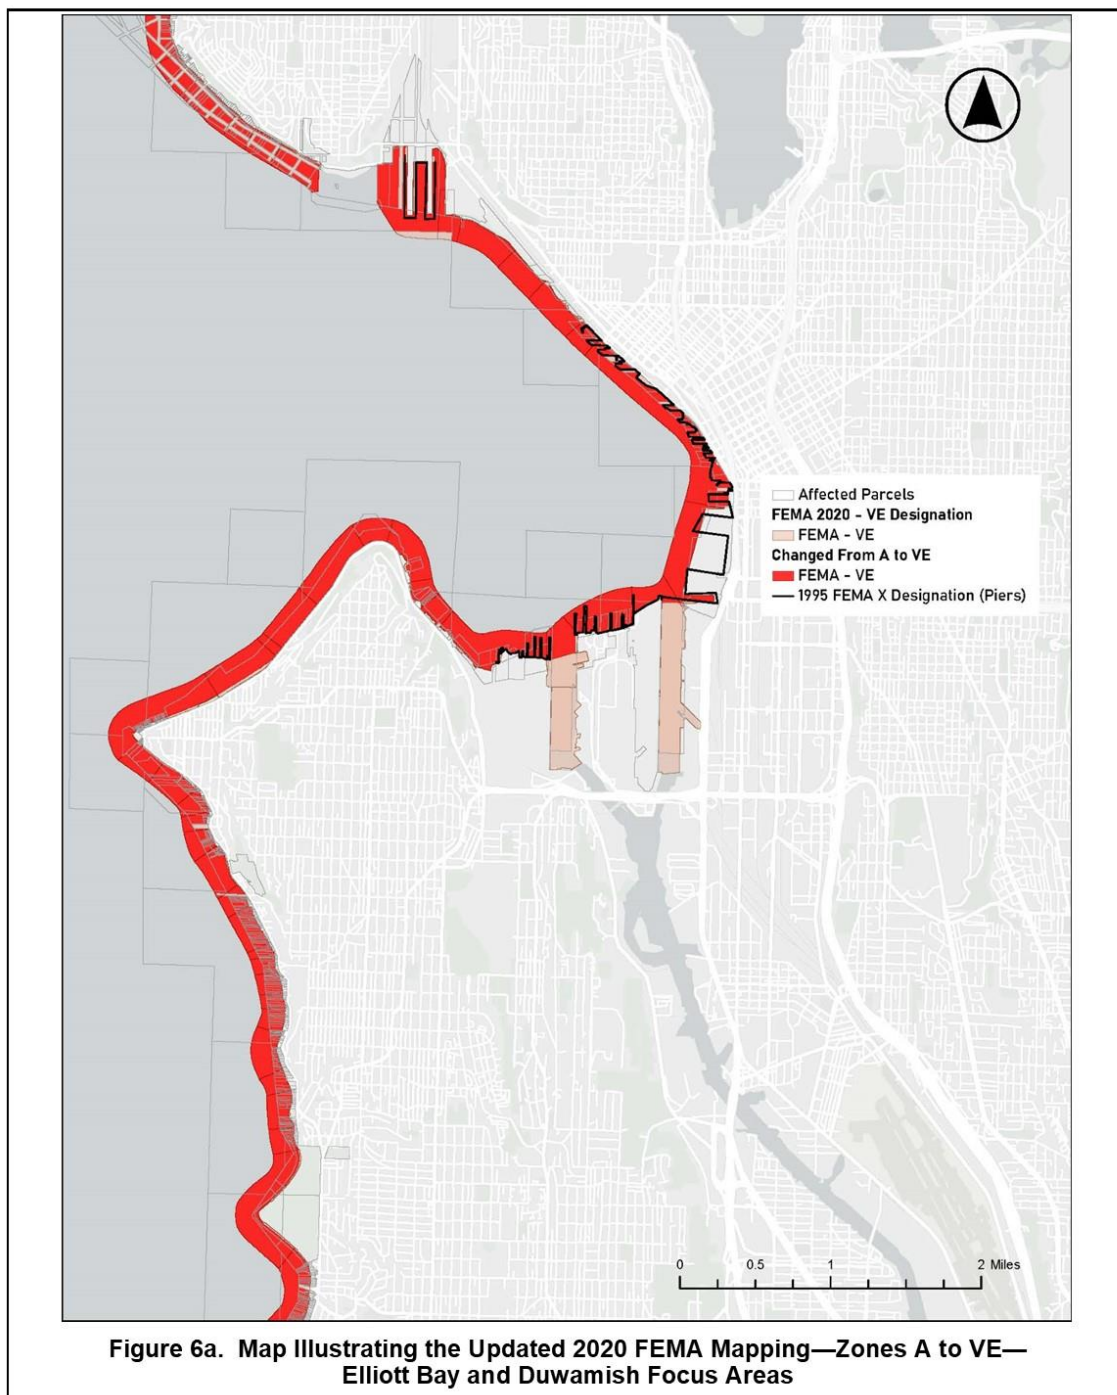 Affected Parcels
FEMA 2020 - VE Designation
FEMA - VE
Changed From A to VE
FEMA - VE
1995 FEMA X Designation (Piers)
0 0.5 1 2 Miles
Figure 6a. Map Illustrating the Updated 2020 FEMA Mapping—Zones A to VE—
Elliott Bay and Duwamish Focus Areas